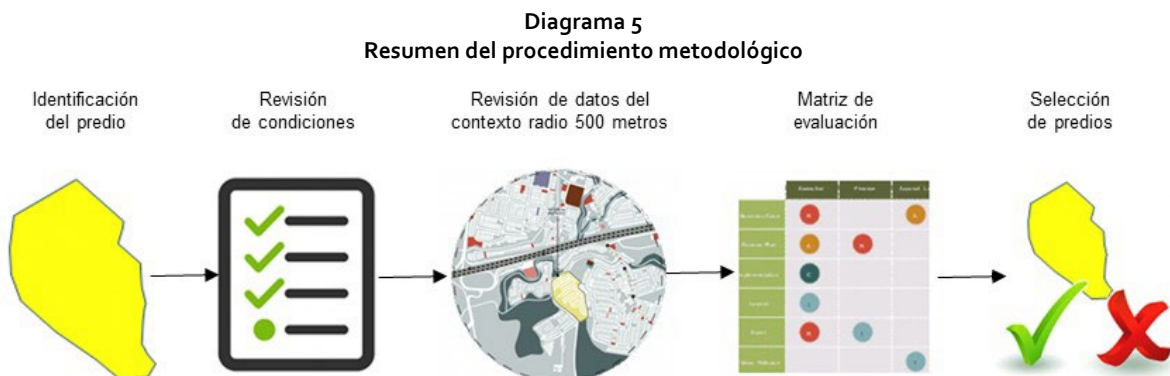 Diagrama 5
Resumen del procedimiento metodológico
Identificación
del predio
Revisión
de condiciones
Revisión de datos del
contexto radio 500 metros
Matriz de
evaluación
Selección
de predios